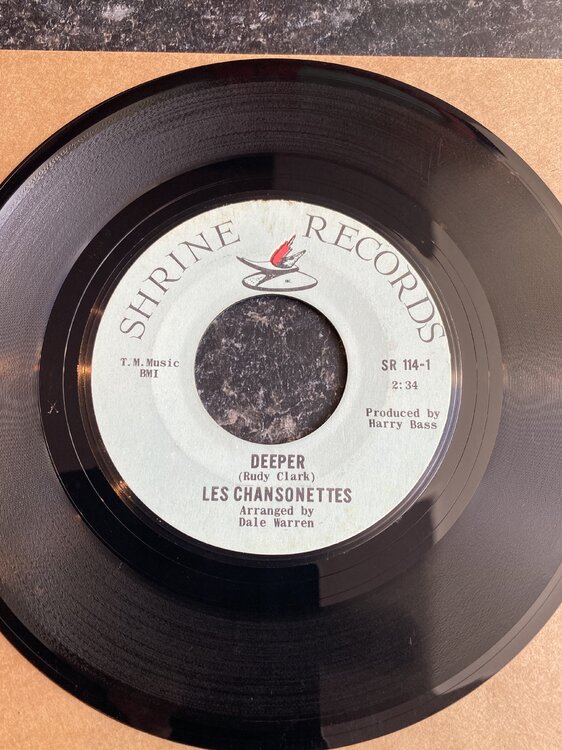 SHRINE RECORDS
T.M.Music
BMI
SR 114-1
2:34
Produced by
Harry Bass
DEEPER
(Rudy Clark)
LES CHANSONETTES
Arranged by
Dale Warren